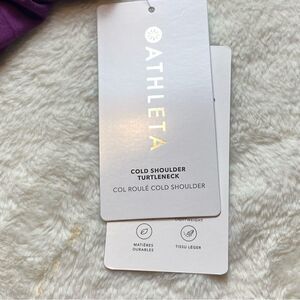 ATHLETA
COLD SHOULDER
TURTLENECK
COL ROULÉ COLD SHOULDER
MATIÈRES
DURABLES
TISSU LÉGER